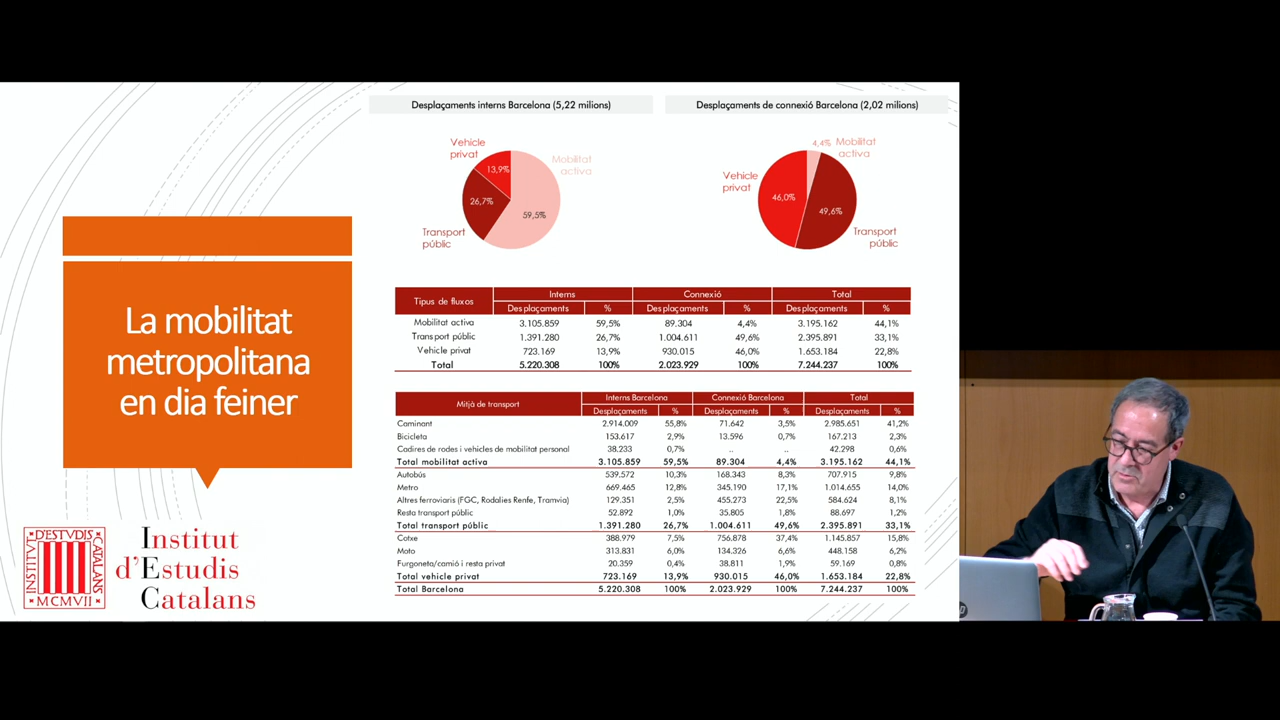 Desplaçaments interns Barcelona (5,22 milions)
Desplaçaments de connexió Barcelona (2,02 milions)
Vehicle
privat
13,9%
Mobilitat
activa
26,7%
59,5%
Transport
públic
4,4%
Mobilitat
activa
Vehicle
privat
46,0%
49,6%
Transport
públic
La mobilitat
metropolitana
en dia feiner
Tipus de fluxos Interns Connexió Total
Desplaçaments % Desplaçaments % Desplaçaments %
Mobilitat activa 3.105.859 59,5% 89.304 4,4% 3.195.162 44,1%
Transport públic 1.391.280 26,7% 1.004.611 49,6% 2.395.891 33,1%
Vehicle privat 723.169 13,9% 930.015 46,0% 1.653.184 22,8%
Total 5.220.308 100% 2.023.929 100% 7.244.237 100%
Mitjà de transport Interns Barcelona Connexió Barcelona Total
Desplaçaments % Desplaçaments % Desplaçaments %
Caminant 2.914.009 55,8% 71.642 3,5% 2.985.651 41,2%
Bicicleta 153.617 2,9% 13.596 0,7% 167.213 2,3%
Cadires de rodes i vehicles de mobilitat personal 38.233 0,7% .. .. 42.298 0,6%
Total mobilitat activa 3.105.859 59,5% 89.304 4,4% 3.195.162 44,1%
Autobús 539.572 10,3% 168.343 8,3% 707.915 9,8%
Metro 669.465 12,8% 345.190 17,1% 1.014.655 14,0%
Altres ferroviaris (FGC, Rodalies Renfe, Tramvia) 129.351 2,5% 455.273 22,5% 584.624 8,1%
Resta transport públic 52.892 1,0% 35.805 1,8% 88.697 1,2%
Total transport públic 1.391.280 26,7% 1.004.611 49,6% 2.395.891 33,1%
Cotxe 388.979 7,5% 756.878 37,4% 1.145.857 15,8%
Moto 313.831 6,0% 134.326 6,6% 448.158 6,2%
Furgoneta/camió i resta privat 20.359 0,4% 38.811 1,9% 59.169 0,8%
Total vehicle privat 723.169 13,9% 930.015 46,0% 1.653.184 22,8%
Total Barcelona 5.220.308 100% 2.023.929 100% 7.244.237 100%
INSTITVT
D'ESTVDIS
CATALANS
MCMVII
Institut
d'Estudis
Catalans